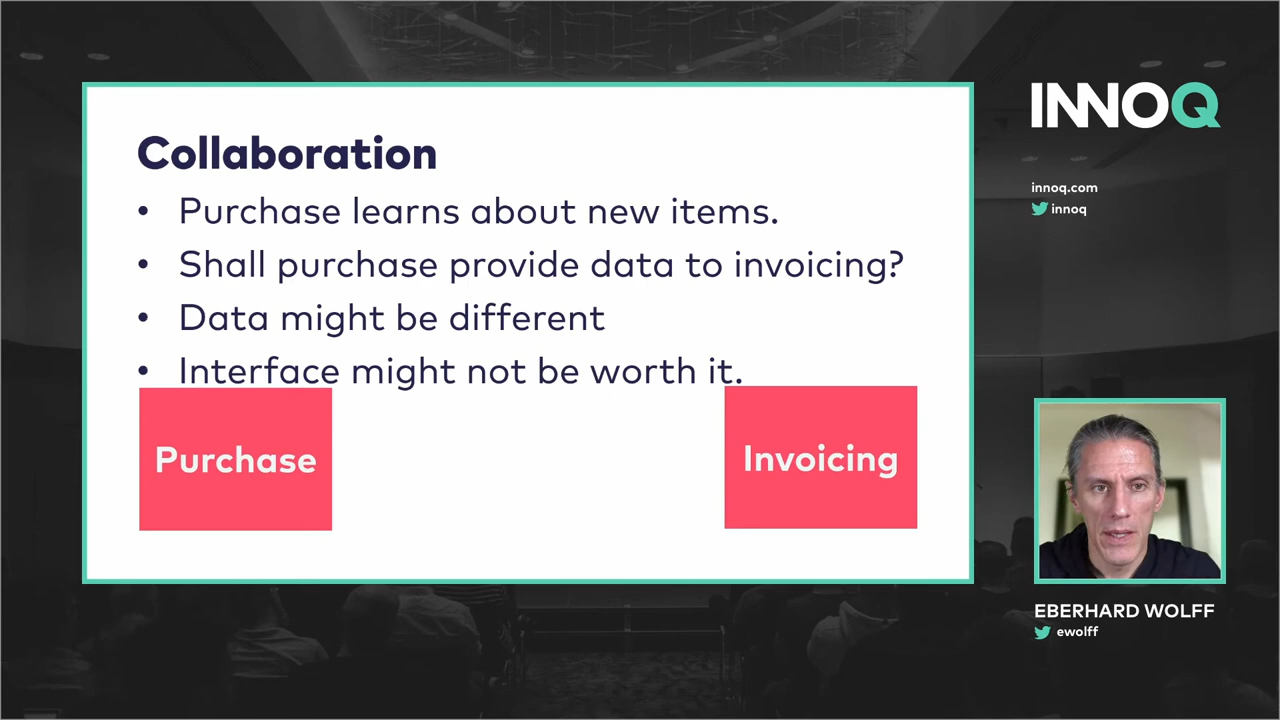 Collaboration
• Purchase learns about new items.
• Shall purchase provide data to invoicing?
• Data might be different
• Interface might not be worth it.
Purchase
Invoicing
INNOQ
innoq.com
innoq
EBERHARD WOLFF
ewolff